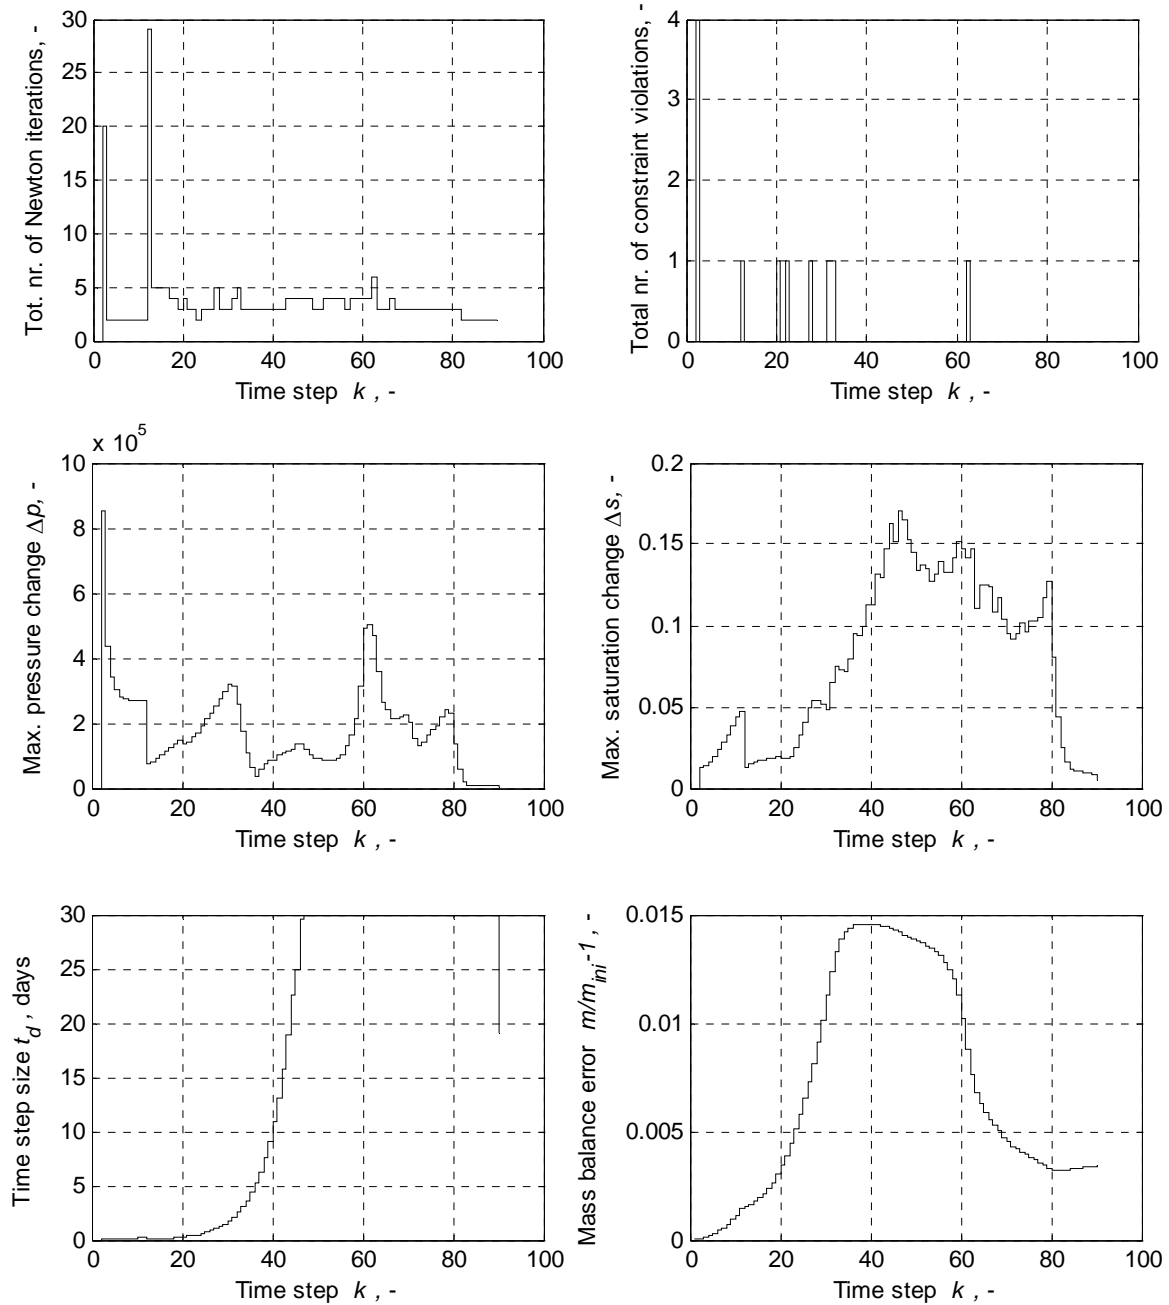 Tot. nr. of Newton iterations, -
30
25
20
15
10
5
0
0 20 40 60 80 100
Time step k , -
Total nr. of constraint violations, -
4
3
2
1
0
0 20 40 60 80 100
Time step k , -
Max. pressure change Δp, -
x 10^5
10
8
6
4
2
0
0 20 40 60 80 100
Time step k , -
Max. saturation change Δs, -
0.2
0.15
0.1
0.05
0
0 20 40 60 80 100
Time step k , -
Time step size t_d , days
30
25
20
15
10
5
0
0 20 40 60 80 100
Time step k , -
Mass balance error m/m_ini -1 , -
0.015
0.01
0.005
0
0 20 40 60 80 100
Time step k , -